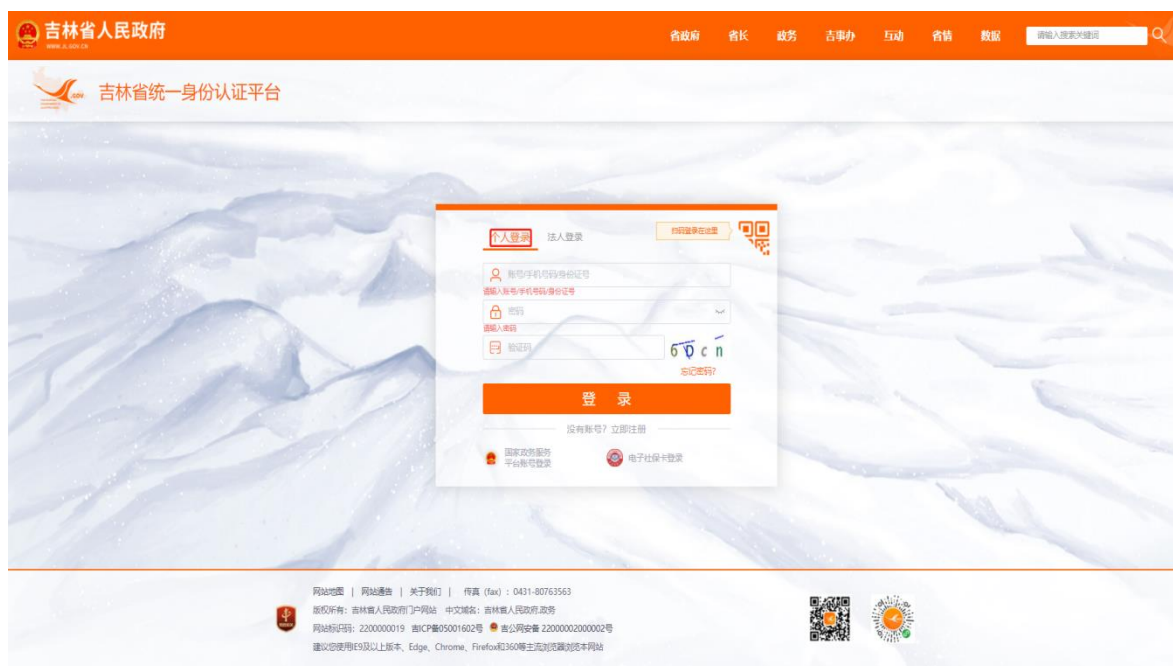 吉林省人民政府
WWW.JL.GOV.CN
省政府 省长 政务 吉事办 互动 省情 数据 请输入搜索关键词
.GOV 吉林省统一身份认证平台
个人登录 法人登录 扫码登录在这里
账号/手机号码/身份证号
请输入账号/手机号码/身份证号
密码
请输入密码
验证码 6Dcn
忘记密码?
登 录
没有账号? 立即注册
国家政务服务
平台账号登录
电子社保卡登录
网站地图 | 网站通告 | 关于我们 | 传真 (fax) : 0431-80763563
版权所有: 吉林省人民政府门户网站 中文域名: 吉林省人民政府.政务
网站标识码: 2200000019 吉ICP备05001602号 吉公网安备 22000002000002号
建议您使用IE9及以上版本、Edge、Chrome、Firefox和360等主流浏览器浏览本网站